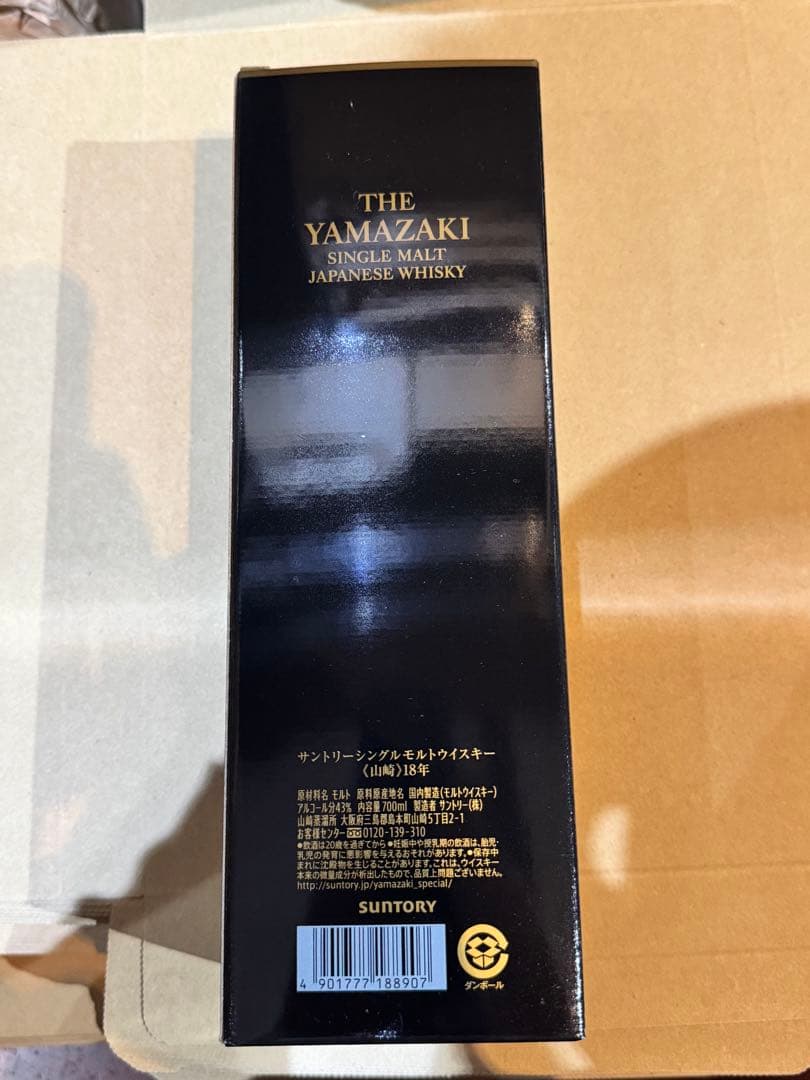 THE
YAMAZAKI
SINGLE MALT
JAPANESE WHISKY
サントリーシングルモルトウイスキー
《山崎》18年
原材料名 モルト 原料原産地名 国内製造(モルトウイスキー)
アルコール分43% 内容量700ml 製造者 サントリー(株)
山崎蒸溜所 大阪府三島郡島本町山崎5丁目2-1
お客様センター 0120-139-310
●飲酒は20歳を過ぎてから ●妊娠中や授乳期の飲酒は、胎児・
乳児の発育に悪影響を与えるおそれがあります。●保存中
まれに沈殿物を生じることがあります。これは、ウイスキー
本来の微量成分が析出したもので、品質上問題ございません。
http://suntory.jp/yamazaki_special/
SUNTORY
4 901777 188907
ダンボール